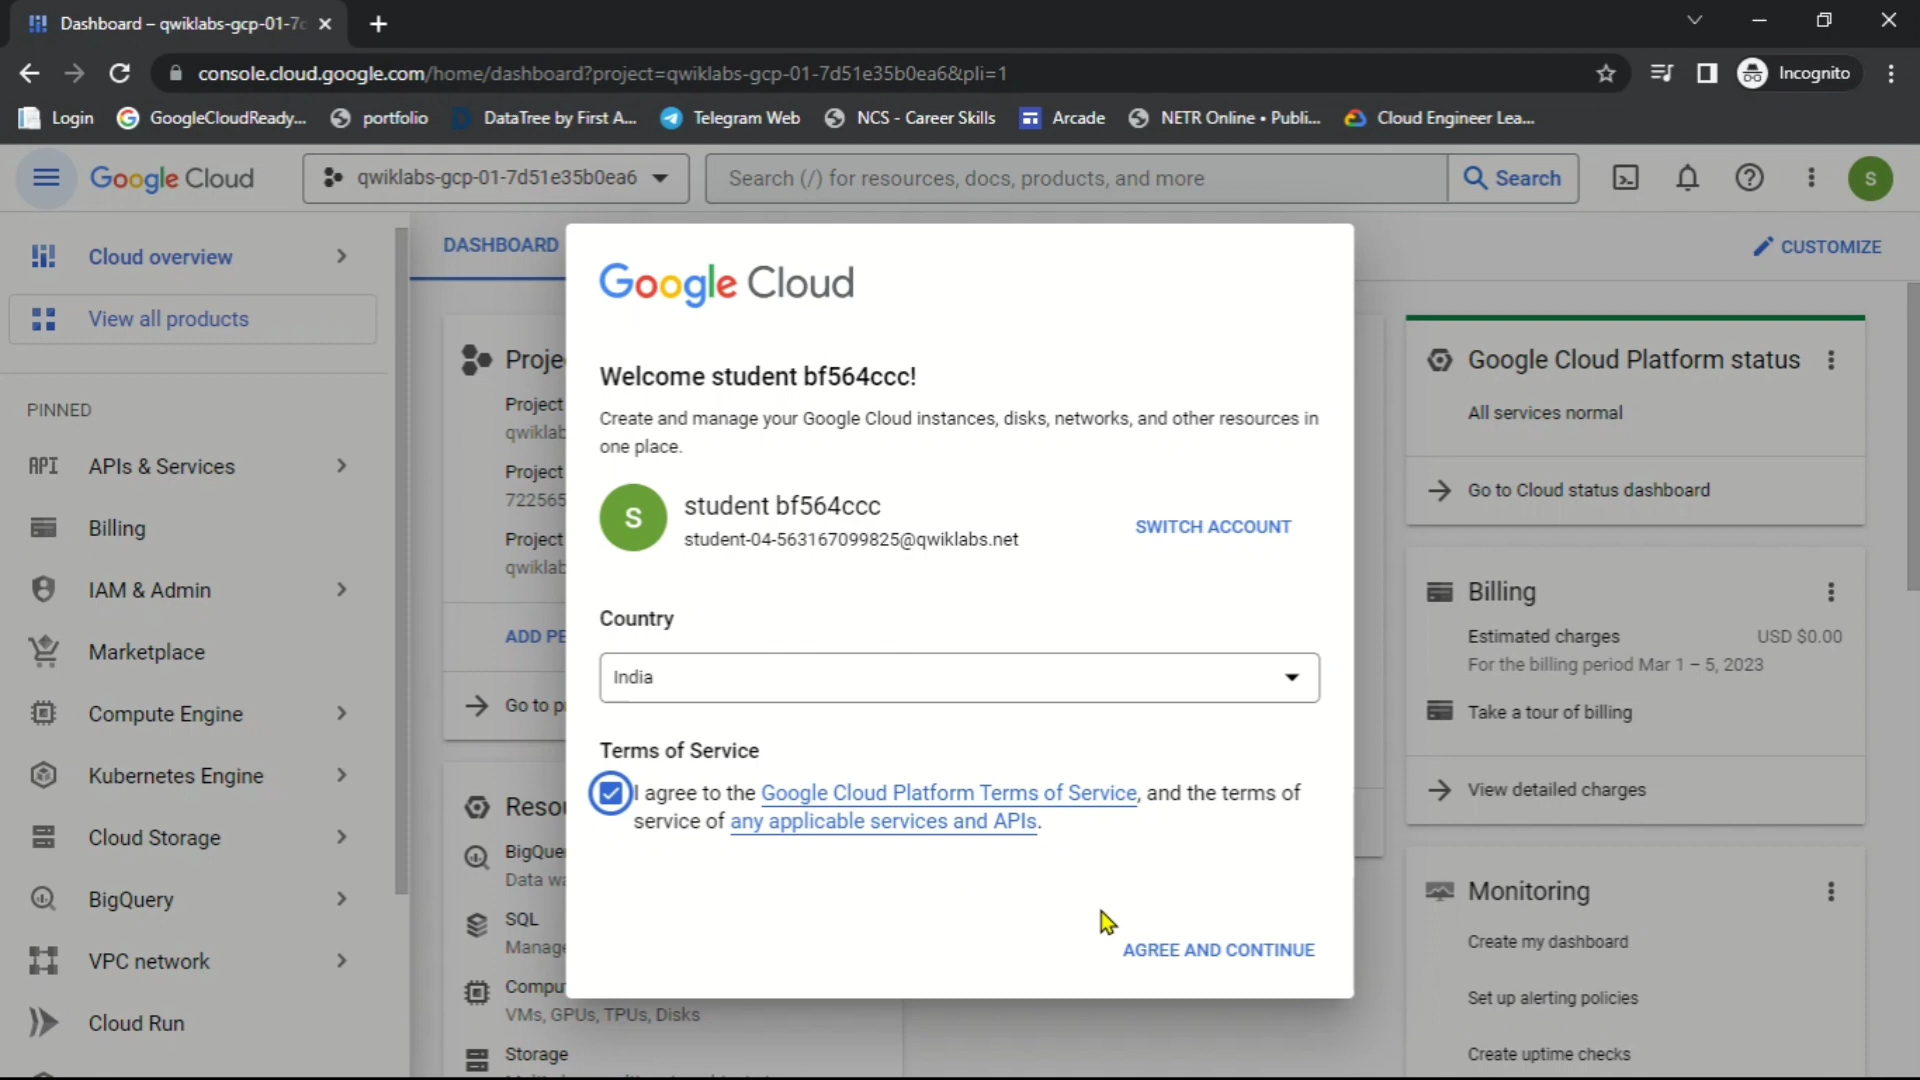 Dashboard – qwiklabs-gcp-01-7d
console.cloud.google.com/home/dashboard?project=qwiklabs-gcp-01-7d51e35b0ea6&pli=1
Incognito
Login
GoogleCloudReady...
portfolio
DataTree by First A...
Telegram Web
NCS - Career Skills
Arcade
NETR Online • Publi...
Cloud Engineer Lea...
Google Cloud
qwiklabs-gcp-01-7d51e35b0ea6
Search (/) for resources, docs, products, and more
Search
S
Cloud overview
View all products
PINNED
API
APIs & Services
Billing
IAM & Admin
Marketplace
Compute Engine
Kubernetes Engine
Cloud Storage
BigQuery
VPC network
Cloud Run
DASHBOARD
CUSTOMIZE
Proje
Project
qwiklab
Project
722565
Project
qwiklab
ADD PE
Go to p
Reso
BigQue
Data wa
SQL
Manage
Compu
VMs, GPUs, TPUs, Disks
Storage
Google Cloud
Welcome student bf564ccc!
Create and manage your Google Cloud instances, disks, networks, and other resources in
one place.
S
student bf564ccc
student-04-563167099825@qwiklabs.net
SWITCH ACCOUNT
Country
India
Terms of Service
I agree to the Google Cloud Platform Terms of Service, and the terms of
service of any applicable services and APIs.
AGREE AND CONTINUE
Google Cloud Platform status
All services normal
Go to Cloud status dashboard
Billing
Estimated charges USD $0.00
For the billing period Mar 1 – 5, 2023
Take a tour of billing
View detailed charges
Monitoring
Create my dashboard
Set up alerting policies
Create uptime checks